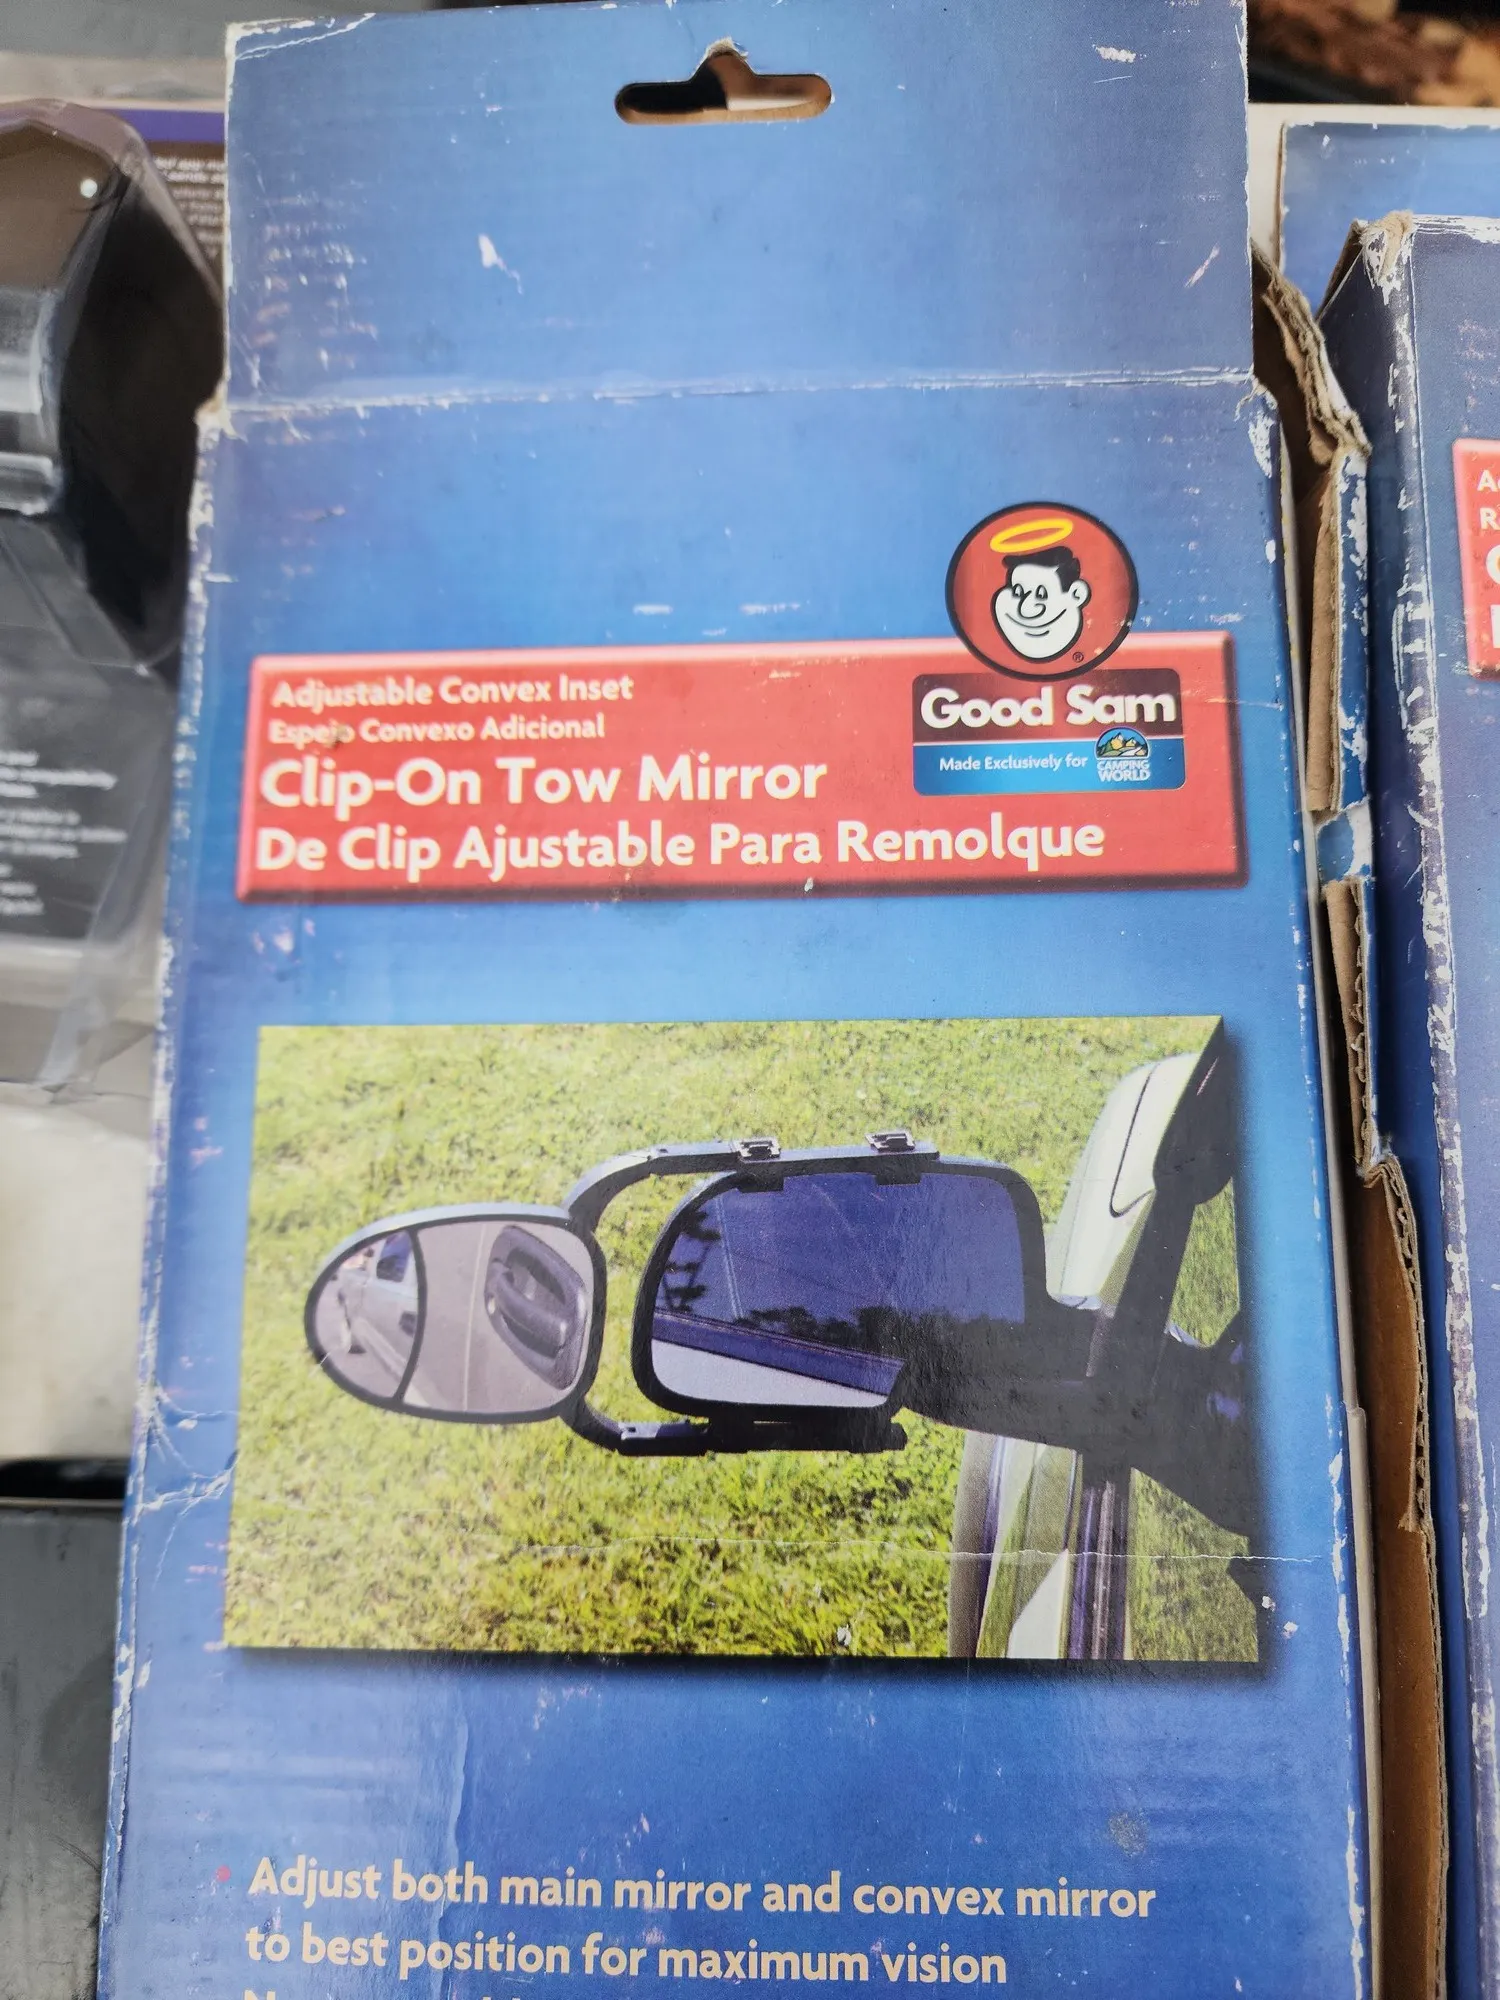 Adjustable Convex Inset
Espejo Convexo Adicional
Clip-On Tow Mirror
De Clip Ajustable Para Remolque
®
Good Sam
Made Exclusively for
CAMPING
WORLD
• Adjust both main mirror and convex mirror
to best position for maximum vision